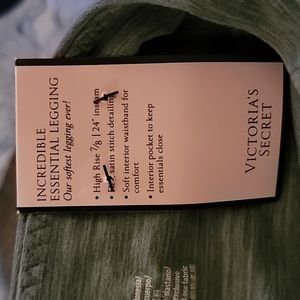 INCREDIBLE
ESSENTIAL LEGGING
Our softest legging ever!
• High Rise 7/8 | 24" inseam
satin stitch detailing
• Soft interior waistband for
comfort
• Interior pocket to keep
essentials close
VICTORIA'S
SECRET